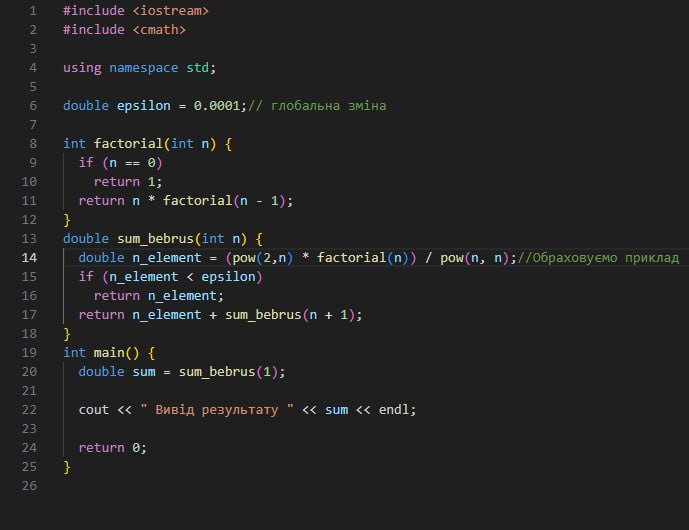 1 #include <iostream>
2 #include <cmath>
3
4 using namespace std;
5
6 double epsilon = 0.0001;// глобальна зміна
7
8 int factorial(int n) {
9 if (n == 0)
10 return 1;
11 return n * factorial(n - 1);
12 }
13 double sum_bebrus(int n) {
14 double n_element = (pow(2,n) * factorial(n)) / pow(n, n);//Обраховуємо приклад
15 if (n_element < epsilon)
16 return n_element;
17 return n_element + sum_bebrus(n + 1);
18 }
19 int main() {
20 double sum = sum_bebrus(1);
21
22 cout << " Вивід результату " << sum << endl;
23
24 return 0;
25 }
26